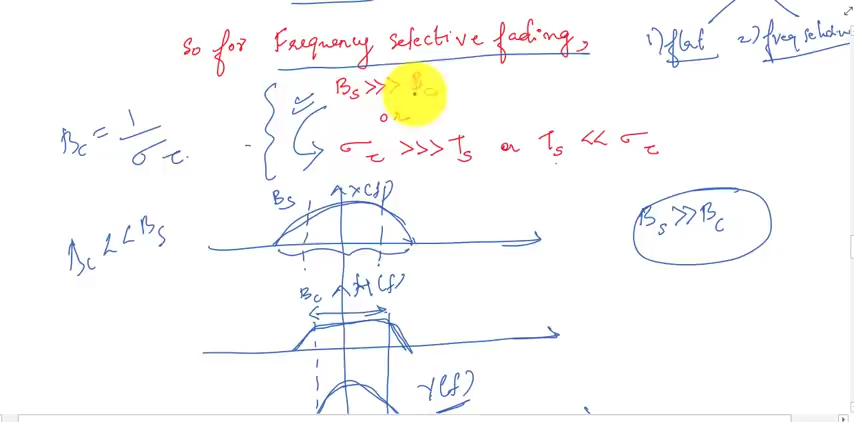 So for Frequency selective fading,
1) flat 2) freq selective
Bs >>> Bc
or
Bc = 1/στ
στ >>> Ts or Ts << στ
Bs X(f)
Bs >> Bc
Bc << Bs
Bc H(f)
Y(f)